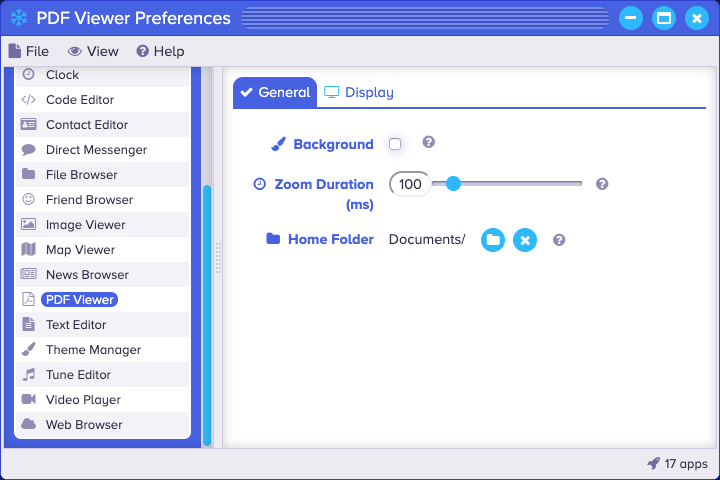 PDF Viewer Preferences
File View Help
Clock
Code Editor
Contact Editor
Direct Messenger
File Browser
Friend Browser
Image Viewer
Map Viewer
News Browser
PDF Viewer
Text Editor
Theme Manager
Tune Editor
Video Player
Web Browser
General Display
Background
Zoom Duration 100
(ms)
Home Folder Documents/
17 apps